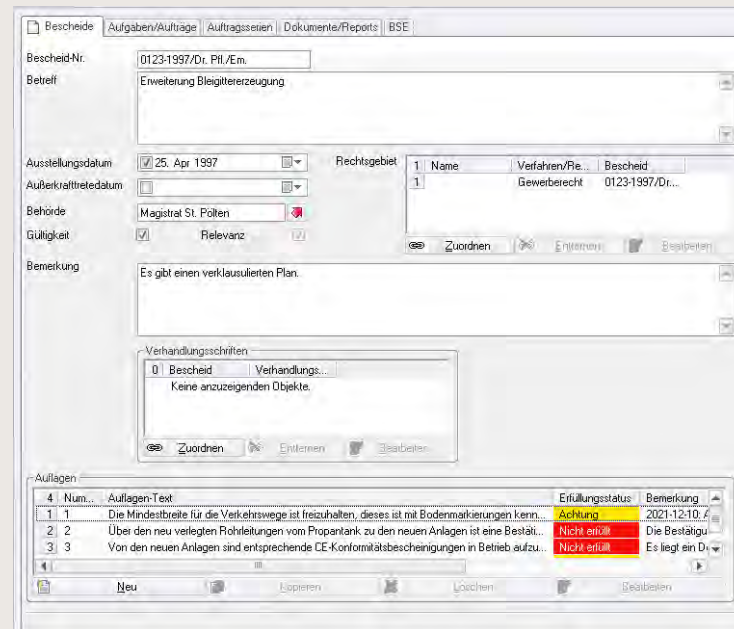 Bescheide Aufgaben/Aufträge Auftragsserien Dokumente/Reports BSE
Bescheid-Nr. 0123-1997/Dr. Pfl./Em.
Betreff Erweiterung Bleigittererzeugung
Ausstellungsdatum 25. Apr 1997
Außerkrafttretedatum
Behörde Magistrat St. Pölten
Gültigkeit Relevanz
Rechtsgebiet 1 Name Verfahren/Re... Bescheid
1 Gewerberecht 0123-1997/Dr...
Zuordnen Entfernen Bearbeiten
Bemerkung Es gibt einen verklausulierten Plan.
Verhandlungsschriften
0 Bescheid Verhandlungs...
Keine anzuzeigenden Objekte.
Zuordnen Entfernen Bearbeiten
Auflagen
4 Num... Auflagen-Text Erfüllungsstatus Bemerkung
1 1 Die Mindestbreite für die Verkehrswege ist freizuhalten, dieses ist mit Bodenmarkierungen kenn... Achtung 2021-12-10: A
2 2 Über den neu verlegten Rohrleitungen vom Propantank zu den neuen Anlagen ist eine Bestäti... Nicht erfüllt Die Bestätigu
3 3 Von den neuen Anlagen sind entsprechende CE-Konformitätsbescheinigungen in Betrieb aufzu... Nicht erfüllt Es liegt ein D
Neu Kopieren Löschen Bearbeiten